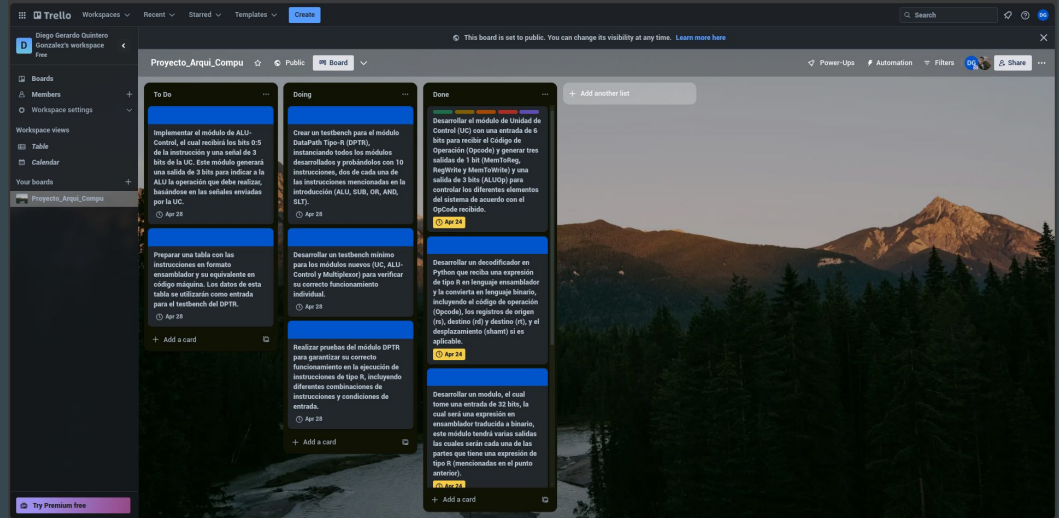 Trello
Workspaces
Recent
Starred
Templates
Create
Search
DG
D
Diego Gerardo Quintero
Gonzalez's workspace
Free
This board is set to public. You can change its visibility at any time. Learn more here
Proyecto_Arqui_Compu
Public
Board
Power-Ups
Automation
Filters
DG
Share
Boards
Members
Workspace settings
Workspace views
Table
Calendar
Your boards
Proyecto_Arqui_Compu
Try Premium free
To Do
Implementar el módulo de ALU-
Control, el cual recibirá los bits 0:5
de la instrucción y una señal de 3
bits de la UC. Este módulo generará
una salida de 3 bits para indicar a la
ALU la operación que debe realizar,
basándose en las señales enviadas
por la UC.
Apr 28
Preparar una tabla con las
instrucciones en formato
ensamblador y su equivalente en
código máquina. Los datos de esta
tabla se utilizarán como entrada
para el testbench del DPTR.
Apr 28
Add a card
Doing
Crear un testbench para el módulo
DataPath Tipo-R (DPTR),
instanciando todos los módulos
desarrollados y probándolos con 10
instrucciones, dos de cada una de
las instrucciones mencionadas en la
introducción (ALU, SUB, OR, AND,
SLT).
Apr 28
Desarrollar un testbench mínimo
para los módulos nuevos (UC, ALU-
Control y Multiplexor) para verificar
su correcto funcionamiento
individual.
Apr 28
Realizar pruebas del módulo DPTR
para garantizar su correcto
funcionamiento en la ejecución de
instrucciones de tipo R, incluyendo
diferentes combinaciones de
instrucciones y condiciones de
entrada.
Apr 28
Add a card
Done
Desarrollar el módulo de Unidad de
Control (UC) con una entrada de 6
bits para recibir el Código de
Operación (Opcode) y generar tres
salidas de 1 bit (MemToReg,
RegWrite y MemToWrite) y una
salida de 3 bits (ALUOp) para
controlar los diferentes elementos
del sistema de acuerdo con el
OpCode recibido.
Apr 24
Desarrollar un decodificador en
Python que reciba una expresión
de tipo R en lenguaje ensamblador
y la convierta en lenguaje binario,
incluyendo el código de operación
(Opcode), los registros de origen
(rs), destino (rd) y destino (rt), y el
desplazamiento (shamt) si es
aplicable.
Apr 24
Desarrollar un modulo, el cual
tome una entrada de 32 bits, la
cual será una expresión en
ensamblador traducida a binario,
este módulo tendrá varias salidas
las cuales serán cada una de las
partes que tiene una expresión de
tipo R (mencionadas en el punto
anterior).
Apr 24
Add a card
Add another list